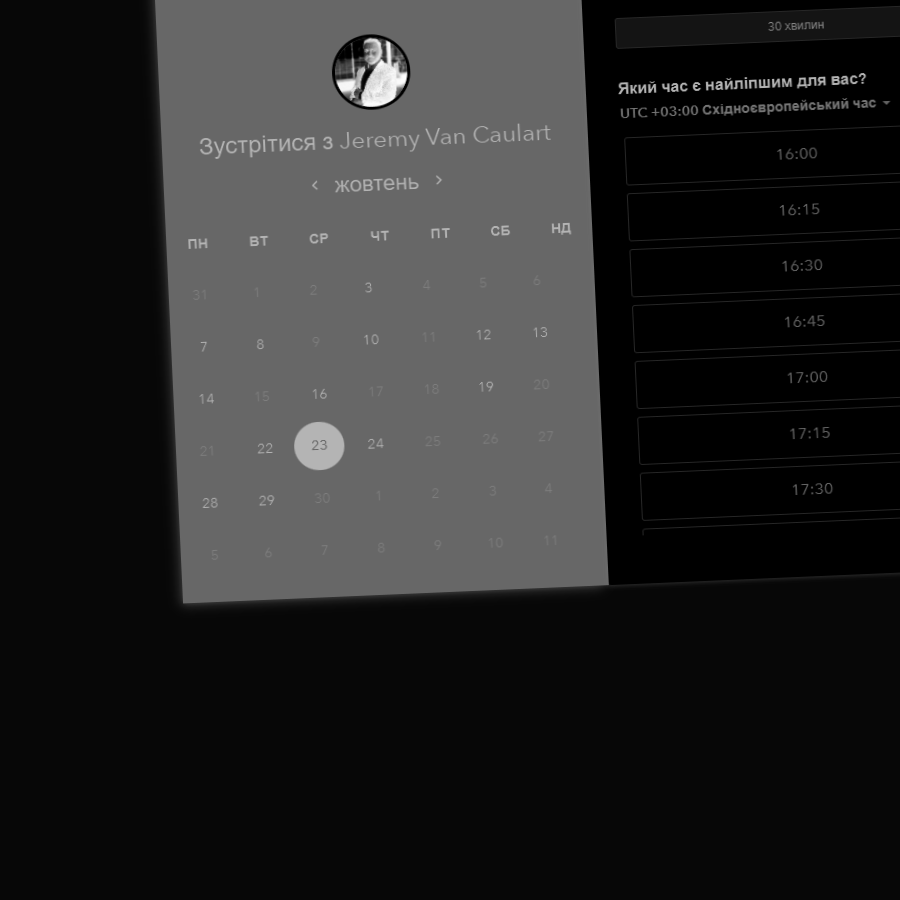 Зустрітися з Jeremy Van Caulart
жовтень
ПН ВТ СР ЧТ ПТ СБ НД
31 1 2 3 4 5 6
7 8 9 10 11 12 13
14 15 16 17 18 19 20
21 22 23 24 25 26 27
28 29 30 1 2 3 4
5 6 7 8 9 10 11
30 хвилин
Який час є найліпшим для вас?
UTC +03:00 Східноєвропейський час
16:00
16:15
16:30
16:45
17:00
17:15
17:30